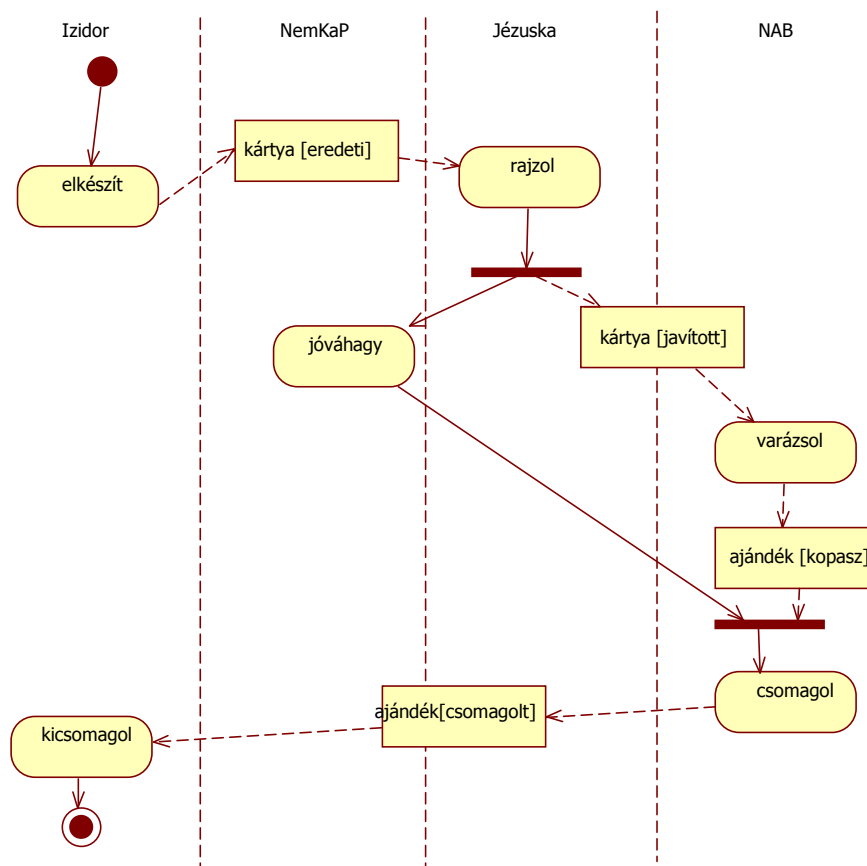 Izidor
NemKaP
Jézuska
NAB
kártya [eredeti]
rajzol
elkészít
jóváhagy
kártya [javított]
varázsol
ajándék [kopasz]
csomagol
ajándék[csomagolt]
kicsomagol